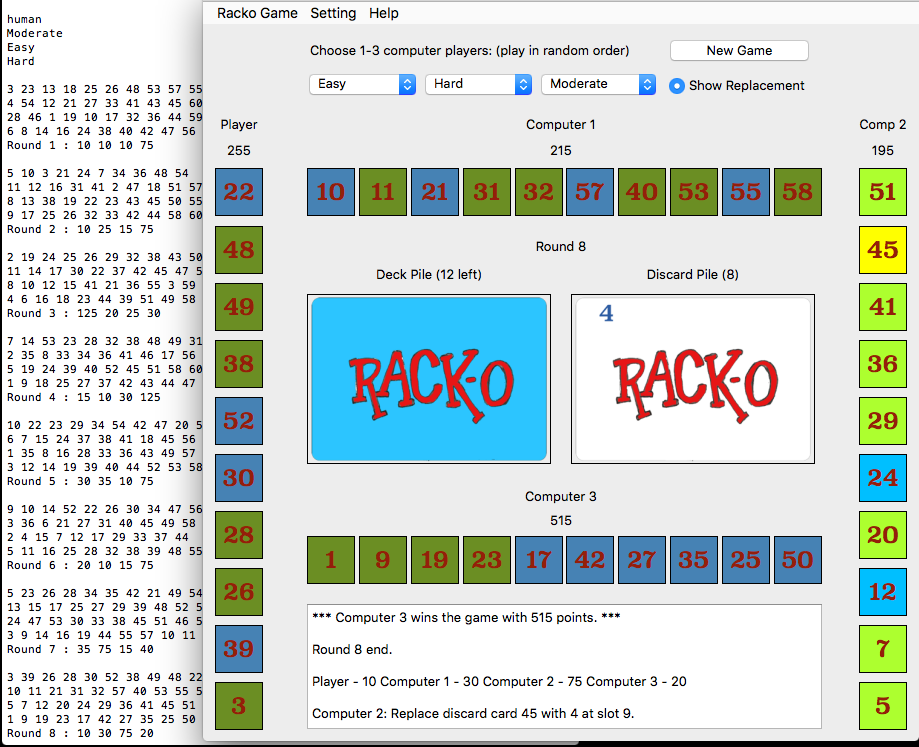 human
Moderate
Easy
Hard
3 23 13 18 25 26 48 53 57 55
4 54 12 21 27 33 41 43 45 60
28 46 1 19 10 17 32 36 44 59
6 8 14 16 24 38 40 42 47 56
Round 1 : 10 10 10 75
5 10 3 21 24 7 34 36 48 54
11 12 16 31 41 2 47 18 51 57
8 13 38 19 22 23 43 45 50 55
9 17 25 26 32 33 42 44 58 60
Round 2 : 10 25 15 75
2 19 24 25 26 29 32 38 43 50
11 14 17 30 22 37 42 45 47 5
8 10 12 15 41 21 36 55 3 59
4 6 16 18 23 44 39 51 49 58
Round 3 : 125 20 25 30
7 14 53 23 28 32 38 48 49 31
2 35 8 33 34 36 41 46 17 56
5 19 24 39 40 52 45 51 58 60
1 9 18 25 27 37 42 43 44 47
Round 4 : 15 10 30 125
10 22 23 29 34 54 42 47 20 5
6 7 15 24 37 38 41 18 45 56
1 35 8 16 28 33 36 43 49 57
3 12 14 19 39 40 44 52 53 58
Round 5 : 30 35 10 75
9 10 14 52 22 26 30 34 47 56
3 36 6 21 27 31 40 45 49 58
2 4 15 7 12 17 29 33 37 44
5 11 16 25 28 32 38 39 48 55
Round 6 : 20 10 15 75
5 23 26 28 34 35 42 21 49 54
13 15 17 25 27 29 39 48 52 5
24 47 53 30 33 38 45 51 46 5
3 9 14 16 19 44 55 57 10 11
Round 7 : 35 75 15 40
3 39 26 28 30 52 38 49 48 22
10 11 21 31 32 57 40 53 55 5
5 7 12 20 24 29 36 41 45 51
1 9 19 23 17 42 27 35 25 50
Round 8 : 10 30 75 20
Racko Game Setting Help
Choose 1-3 computer players: (play in random order)
New Game
Easy
Hard
Moderate
Show Replacement
Player
255
22
48
49
38
52
30
28
26
39
3
Computer 1
215
10 11 21 31 32 57 40 53 55 58
Round 8
Deck Pile (12 left)
RACK-O
Discard Pile (8)
4
RACK-O
Computer 3
515
1 9 19 23 17 42 27 35 25 50
*** Computer 3 wins the game with 515 points. ***
Round 8 end.
Player - 10 Computer 1 - 30 Computer 2 - 75 Computer 3 - 20
Computer 2: Replace discard card 45 with 4 at slot 9.
Comp 2
195
51
45
41
36
29
24
20
12
7
5